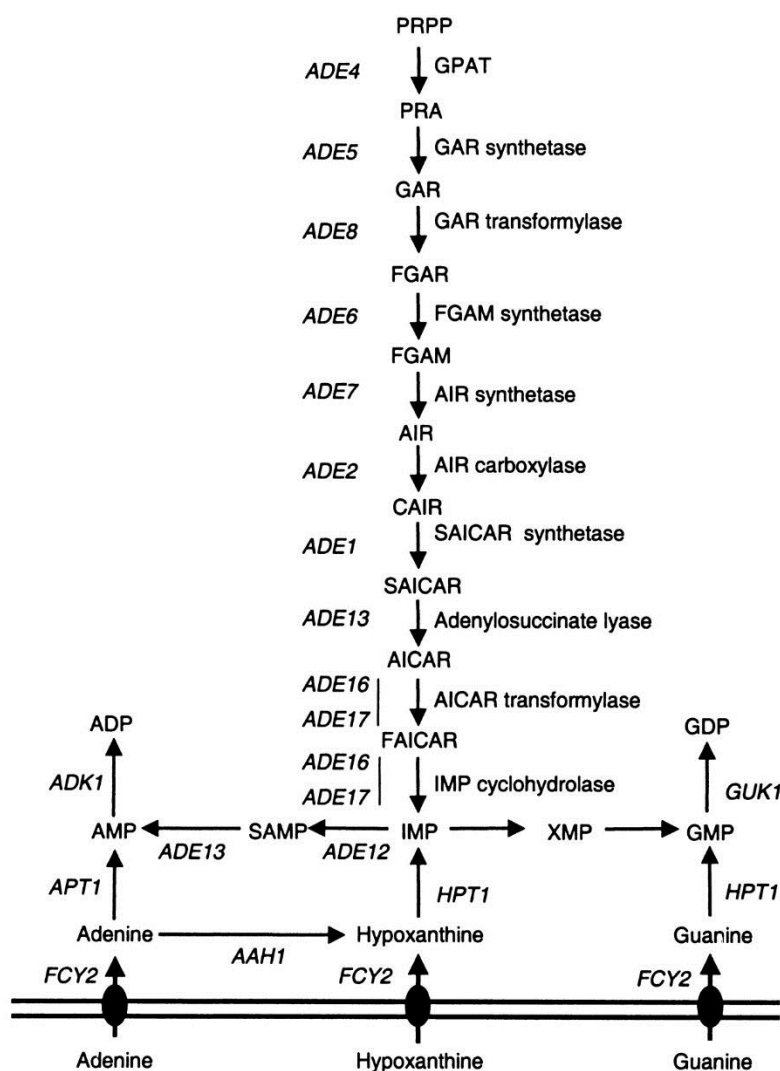 PRPP
ADE4 GPAT
PRA
ADE5 GAR synthetase
GAR
ADE8 GAR transformylase
FGAR
ADE6 FGAM synthetase
FGAM
ADE7 AIR synthetase
AIR
ADE2 AIR carboxylase
CAIR
ADE1 SAICAR synthetase
SAICAR
ADE13 Adenylosuccinate lyase
AICAR
ADE16
AICAR transformylase
ADE17
ADP FAICAR GDP
ADE16
ADK1 IMP cyclohydrolase GUK1
ADE17
AMP SAMP IMP XMP GMP
ADE13 ADE12
APT1 HPT1 HPT1
Adenine Hypoxanthine Guanine
AAH1
FCY2 FCY2 FCY2
Adenine Hypoxanthine Guanine